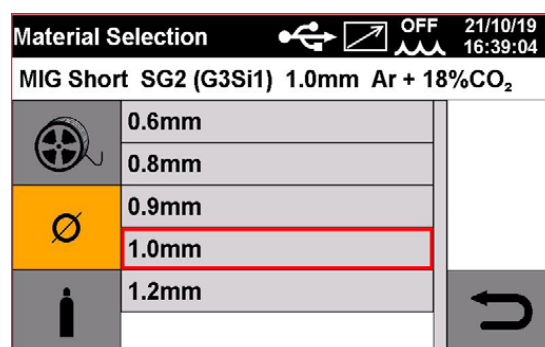 Material Selection OFF 21/10/19
16:39:04
MIG Short SG2 (G3Si1) 1.0mm Ar + 18%CO₂
0.6mm
0.8mm
0.9mm
Ø
1.0mm
1.2mm